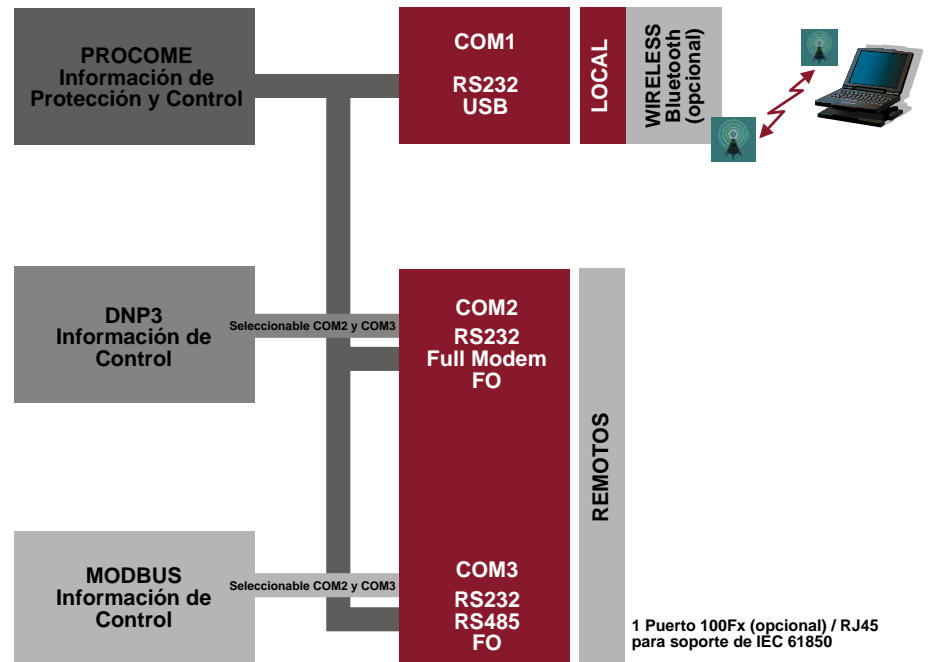 PROCOME
Información de
Protección y Control
COM1
RS232
USB
LOCAL
WIRELESS
Bluetooth
(opcional)
DNP3
Información de
Control
Seleccionable COM2 y COM3
COM2
RS232
Full Modem
FO
REMOTOS
MODBUS
Información de
Control
Seleccionable COM2 y COM3
COM3
RS232
RS485
FO
1 Puerto 100Fx (opcional) / RJ45
para soporte de IEC 61850